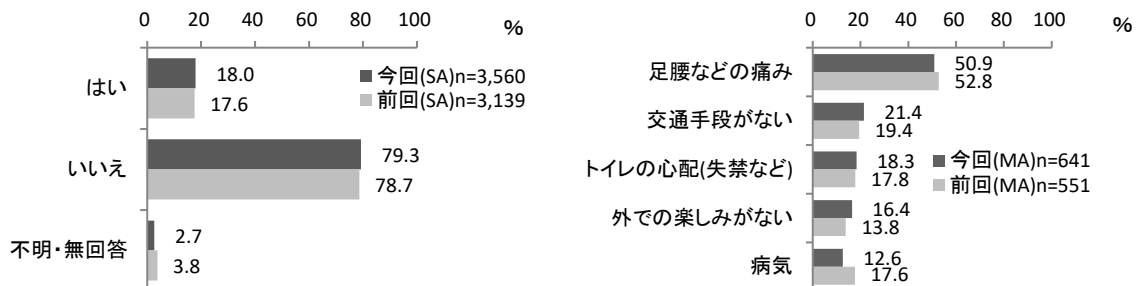 0 20 40 60 80 100 %
はい 18.0
17.6
いいえ 79.3
78.7
不明・無回答 2.7
3.8
■今回(SA)n=3,560
■前回(SA)n=3,139
0 20 40 60 80 100 %
足腰などの痛み 50.9
52.8
交通手段がない 21.4
19.4
トイレの心配(失禁など) 18.3
17.8
外での楽しみがない 16.4
13.8
病気 12.6
17.6
■今回(MA)n=641
■前回(MA)n=551